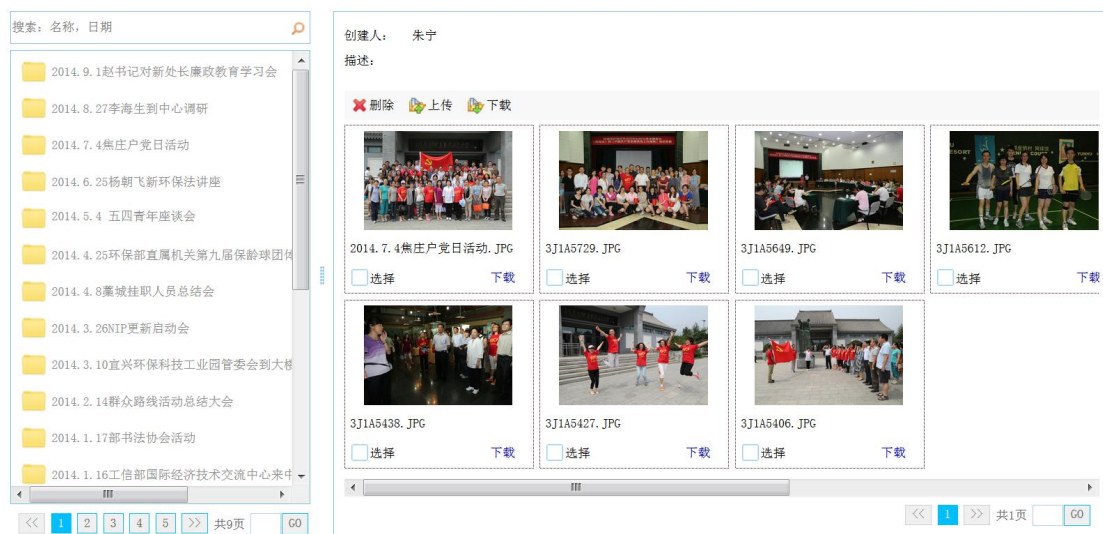 搜索：名称，日期
2014.9.1赵书记对新处长廉政教育学习会
2014.8.27李海生到中心调研
2014.7.4焦庄户党日活动
2014.6.25杨朝飞新环保法讲座
2014.5.4 五四青年座谈会
2014.4.25环保部直属机关第九届保龄球团体
2014.4.8藁城挂职人员总结会
2014.3.26NIP更新启动会
2014.3.10宜兴环保科技工业园管委会到大楼
2014.2.14群众路线活动总结大会
2014.1.17部书法协会活动
2014.1.16工信部国际经济技术交流中心来中
<< 1 2 3 4 5 >> 共9页 GO
创建人： 朱宁
描述：
删除 上传 下载
2014.7.4焦庄户党日活动.JPG 3J1A5729.JPG 3J1A5649.JPG 3J1A5612.JPG
选择 下载 选择 下载 选择 下载 选择 下载
3J1A5438.JPG 3J1A5427.JPG 3J1A5406.JPG
选择 下载 选择 下载 选择 下载
<< 1 >> 共1页 GO